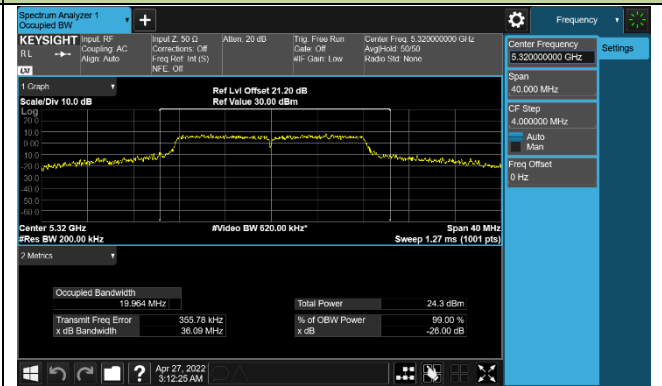 Spectrum Analyzer 1
Occupied BW
Frequency
KEYSIGHT
RL
LXI
Input: RF
Coupling: AC
Align: Auto
Input Z: 50 Ω
Corrections: Off
Freq Ref: Int (S)
NFE: Off
Atten: 20 dB
Trig: Free Run
Gate: Off
#IF Gain: Low
Center Freq: 5.320000000 GHz
Avg|Hold: 50/50
Radio Std: None
Center Frequency
5.320000000 GHz
Settings
Span
40.000 MHz
CF Step
4.000000 MHz
Auto
Man
Freq Offset
0 Hz
1 Graph
Scale/Div 10.0 dB
Ref Lvl Offset 21.20 dB
Ref Value 30.00 dBm
Log
20.0
10.0
0.00
-10.0
-20.0
-30.0
-40.0
-50.0
-60.0
Center 5.32 GHz
#Res BW 200.00 kHz
#Video BW 620.00 kHz*
Span 40 MHz
Sweep 1.27 ms (1001 pts)
2 Metrics
Occupied Bandwidth
19.964 MHz
Total Power
24.3 dBm
Transmit Freq Error
355.78 kHz
% of OBW Power
99.00 %
x dB Bandwidth
36.09 MHz
x dB
-26.00 dB
?
Apr 27, 2022
3:12:25 AM